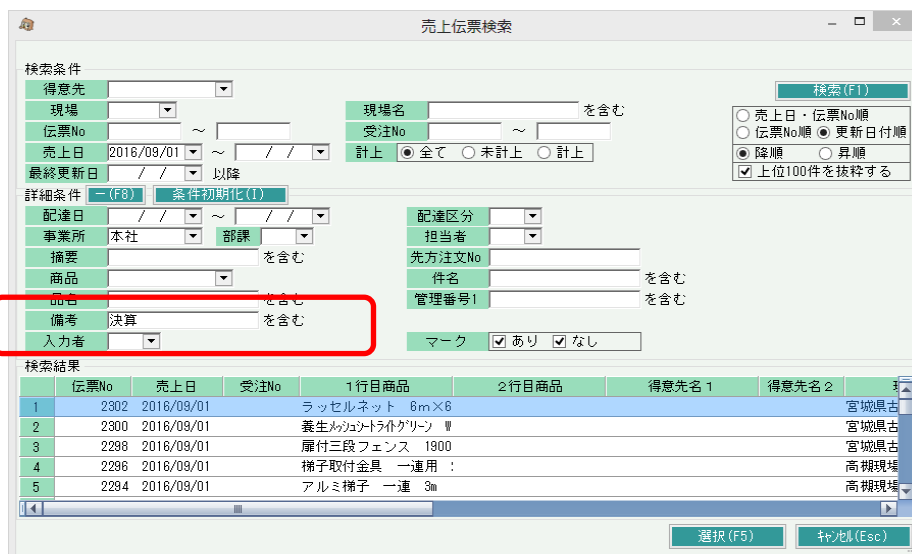 売上伝票検索
検索条件
得意先
検索(F1)
現場 現場名 を含む
売上日・伝票No順
伝票No ～ 受注No ～
伝票No順 更新日付順
売上日 2016/09/01 ～ / / 計上 全て 未計上 計上
降順 昇順
最終更新日 / / 以降
上位100件を抜粋する
詳細条件 －(F8) 条件初期化(I)
配達日 / / ～ / / 配達区分
事業所 本社 部課 担当者
摘要 を含む 先方注文No
商品 件名 を含む
品名 を含む 管理番号1 を含む
備考 決算 を含む
入力者 マーク あり なし
検索結果
伝票No 売上日 受注No 1行目商品 2行目商品 得意先名1 得意先名2
1 2302 2016/09/01 ラッセルネット 6m×6 宮城県古
2 2300 2016/09/01 養生ﾒｯｼｭｼｰﾄﾗｲﾄｸﾞﾘｰﾝ W 宮城県古
3 2298 2016/09/01 扉付三段フェンス 1900 宮城県古
4 2296 2016/09/01 梯子取付金具 一連用 高槻現場
5 2294 2016/09/01 アルミ梯子 一連 3m 高槻現場
選択(F5) ｷｬﾝｾﾙ(Esc)